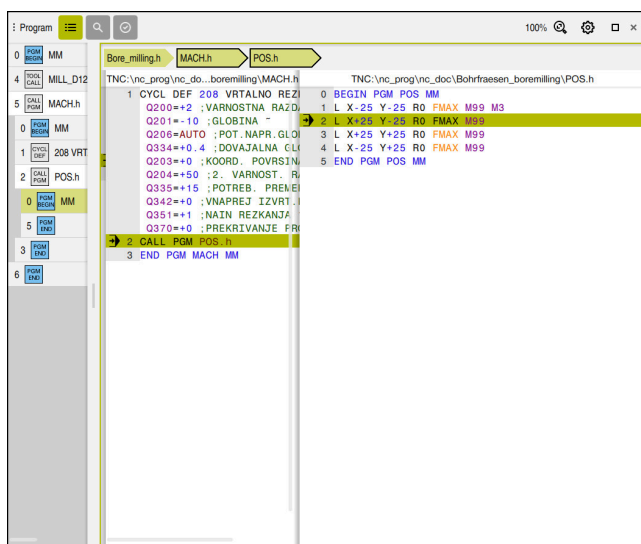 Program
100%
0 PGM BEGIN MM
4 TOOL CALL MILL_D12
5 CALL PGM MACH.h
0 PGM BEGIN MM
1 CYCL DEF 208 VRT
2 CALL PGM POS.h
0 PGM BEGIN MM
5 PGM END
3 PGM END
6 PGM END
Bore_milling.h MACH.h POS.h
TNC:\nc_prog\nc_do...boremilling\MACH.h
1 CYCL DEF 208 VRTALNO REZ
Q200=+2 ;VARNOSTNA RAZDA
Q201=-10 ;GLOBINA ~
Q206=AUTO ;POT.NAPR.GLO
Q334=+0.4 ;DOVAJALNA GLO
Q203=+0 ;KOORD. POVRSINA
Q204=+50 ;2. VARNOST. RA
Q335=+15 ;POTREB. PREME
Q342=+0 ;VNAPREJ IZVRT.
Q351=+1 ;NAIN REZKANJA
Q370=+0 ;PREKRIVANJE PRO
2 CALL PGM POS.h
3 END PGM MACH MM
TNC:\nc_prog\nc_doc\Bohrfraesen_boremilling\POS.h
0 BEGIN PGM POS MM
1 L X-25 Y-25 R0 FMAX M99 M3
2 L X+25 Y-25 R0 FMAX M99
3 L X+25 Y+25 R0 FMAX M99
4 L X-25 Y+25 R0 FMAX M99
5 END PGM POS MM